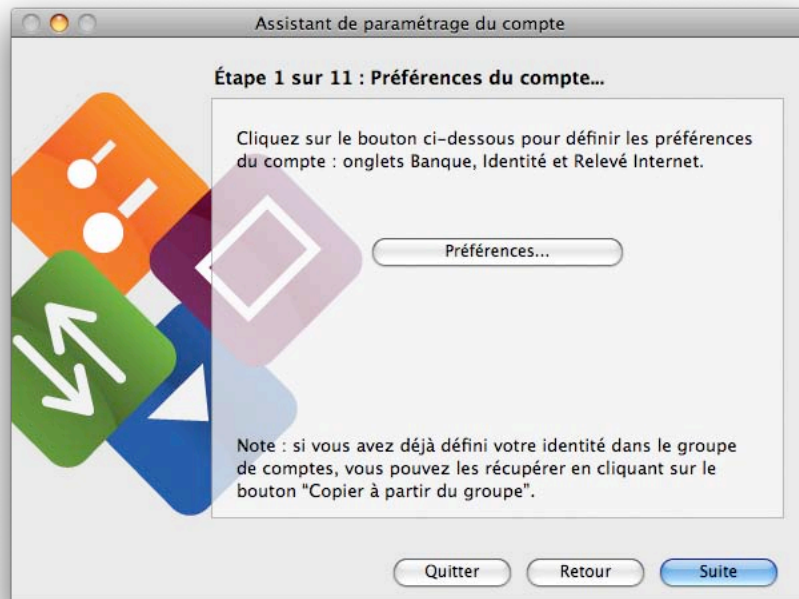 Assistant de paramétrage du compte
Étape 1 sur 11 : Préférences du compte...
Cliquez sur le bouton ci-dessous pour définir les préférences
du compte : onglets Banque, Identité et Relevé Internet.
Préférences...
Note : si vous avez déjà défini votre identité dans le groupe
de comptes, vous pouvez les récupérer en cliquant sur le
bouton "Copier à partir du groupe".
Quitter
Retour
Suite